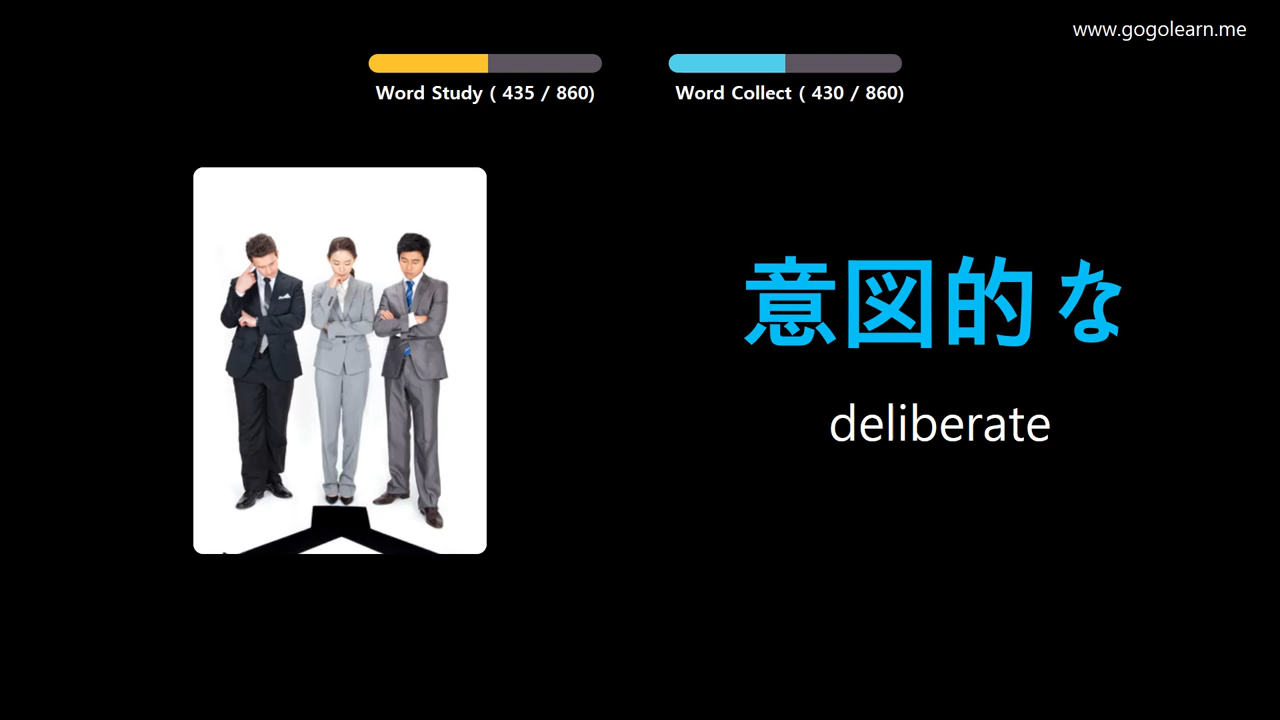 www.gogolearn.me
Word Study ( 435 / 860)
Word Collect ( 430 / 860)
意図的な
deliberate